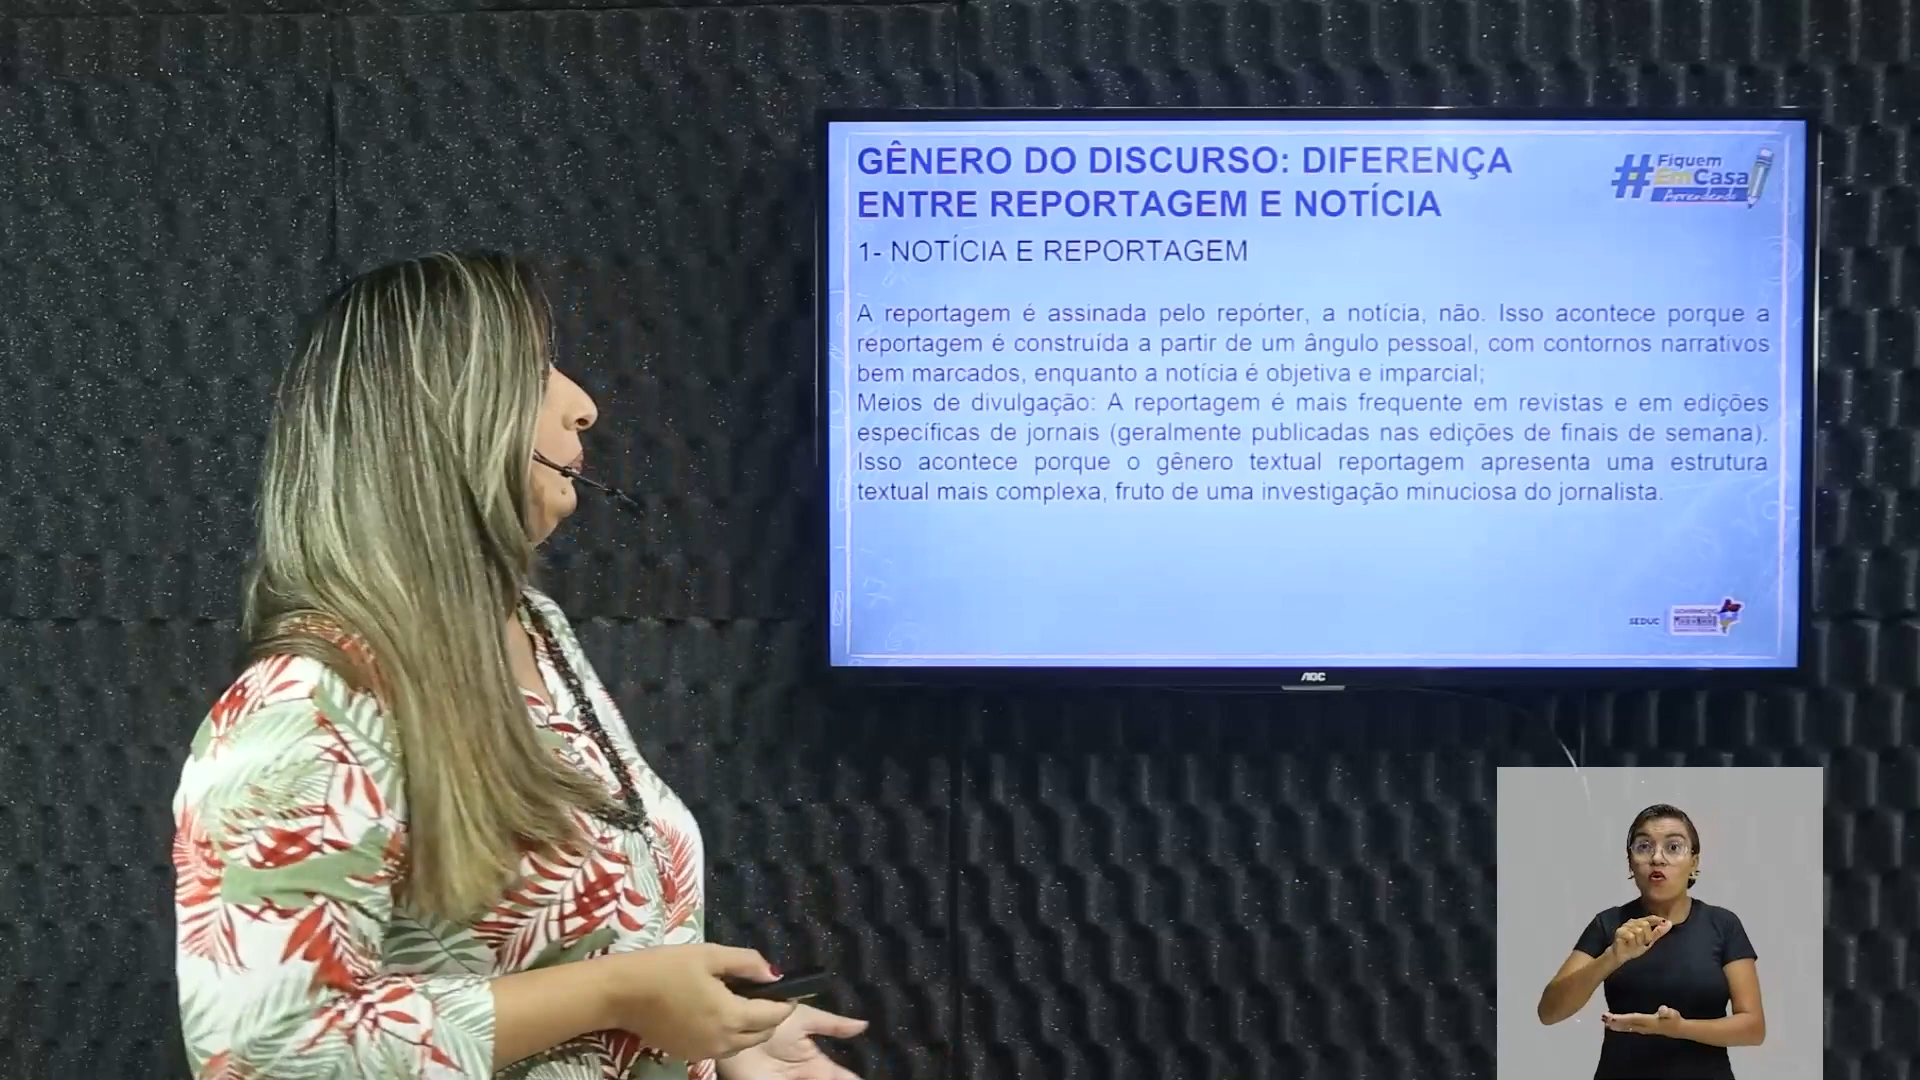 GÊNERO DO DISCURSO: DIFERENÇA
ENTRE REPORTAGEM E NOTÍCIA
#Fiquem
EmCasa
Aprendendo
1- NOTÍCIA E REPORTAGEM
A reportagem é assinada pelo repórter, a notícia, não. Isso acontece porque a
reportagem é construída a partir de um ângulo pessoal, com contornos narrativos
bem marcados, enquanto a notícia é objetiva e imparcial;
Meios de divulgação: A reportagem é mais frequente em revistas e em edições
específicas de jornais (geralmente publicadas nas edições de finais de semana).
Isso acontece porque o gênero textual reportagem apresenta uma estrutura
textual mais complexa, fruto de uma investigação minuciosa do jornalista.
SEDUC
AOC